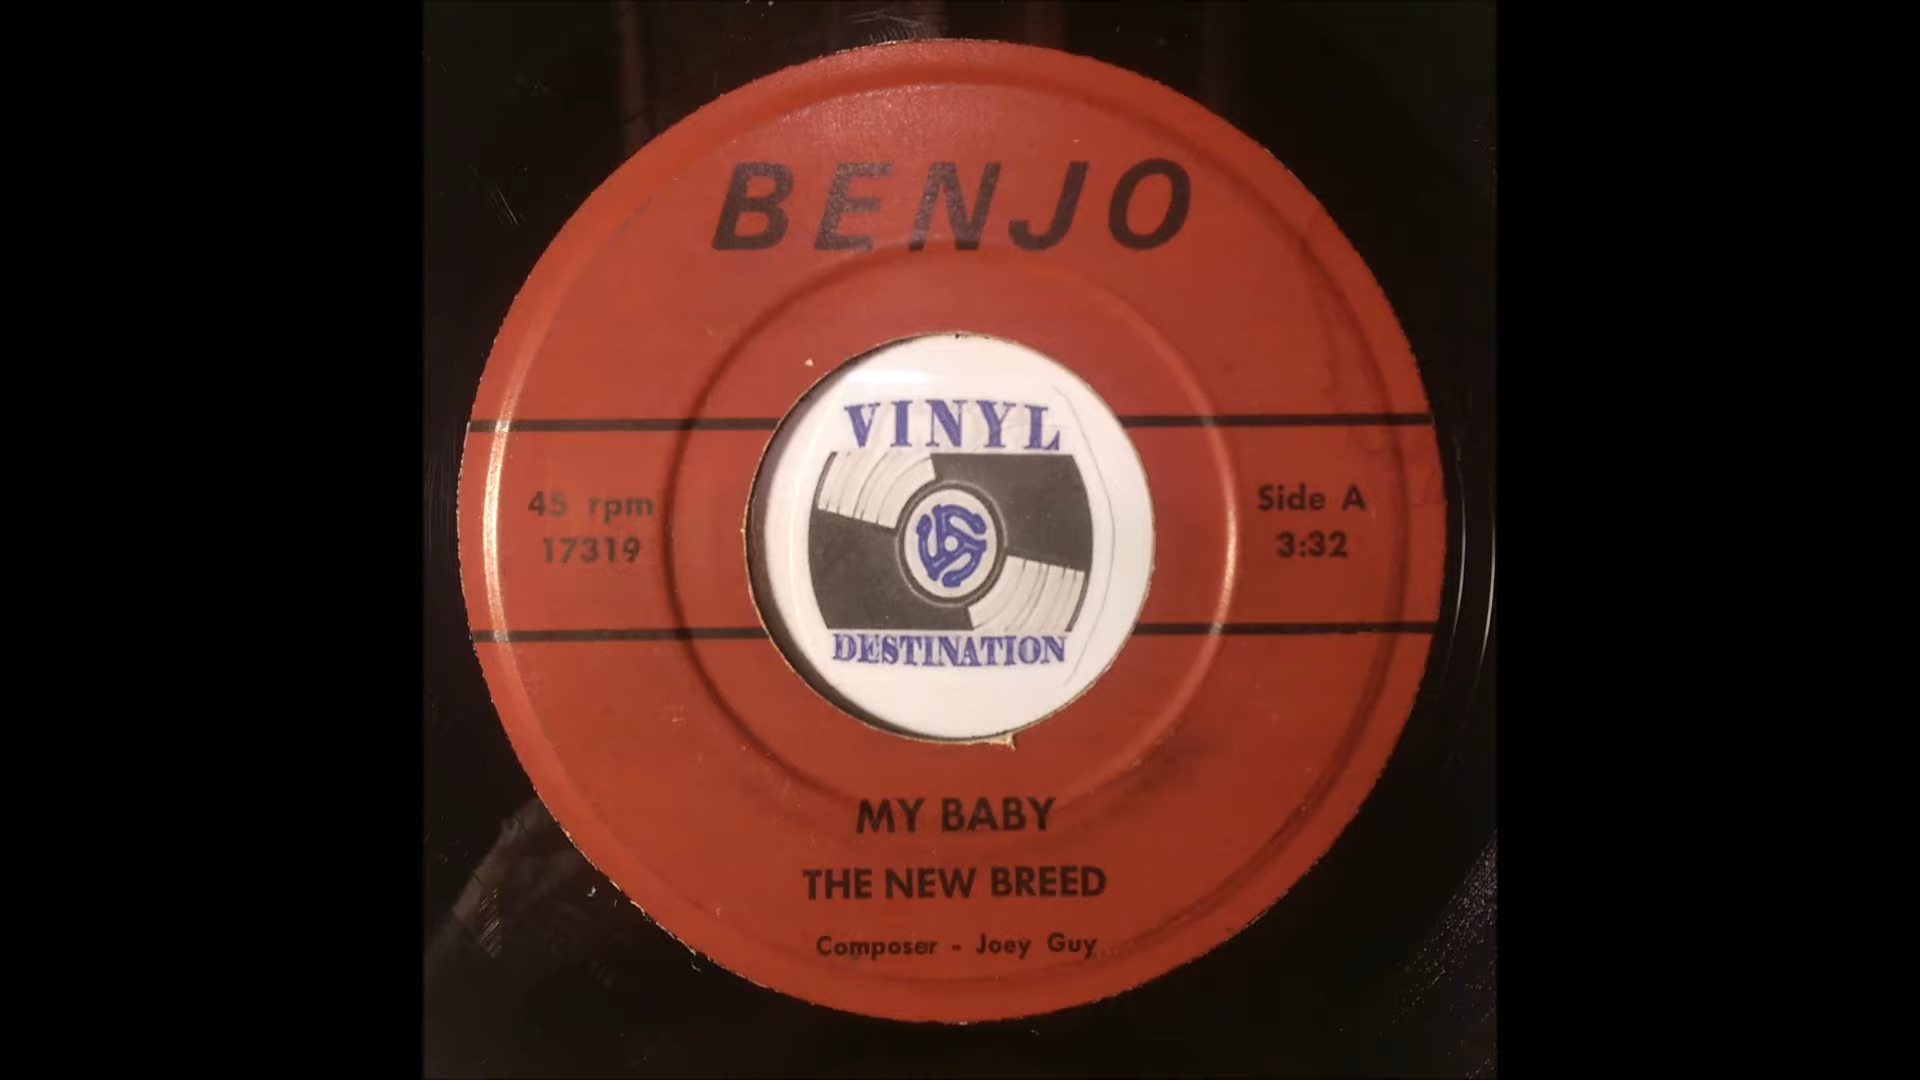 BENJO
VINYL
DESTINATION
45 rpm
17319
Side A
3:32
MY BABY
THE NEW BREED
Composer - Joey Guy